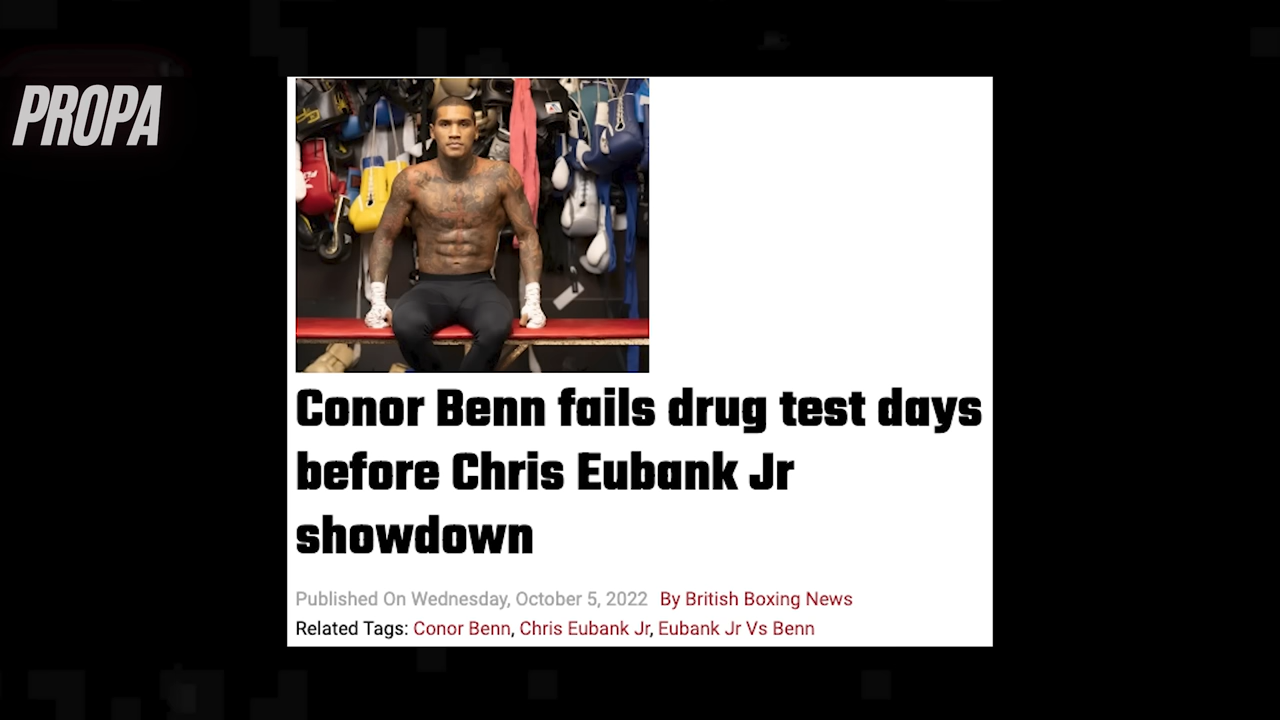 PROPA
Conor Benn fails drug test days
before Chris Eubank Jr
showdown
Published On Wednesday, October 5, 2022 By British Boxing News
Related Tags: Conor Benn, Chris Eubank Jr, Eubank Jr Vs Benn